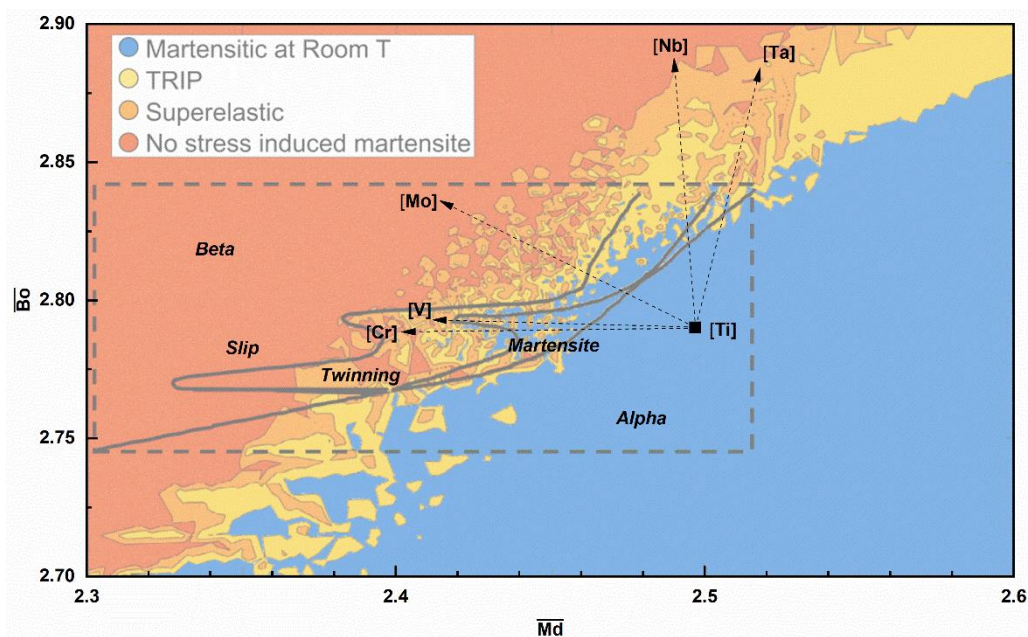 2.90
Martensitic at Room T
TRIP
Superelastic
No stress induced martensite
[Nb]
[Ta]
2.85
[Mo]
Beta
Bo
2.80
[V]
[Cr]
[Ti]
Martensite
Slip
Twinning
Alpha
2.75
2.70
2.3
2.4
2.5
2.6
Md